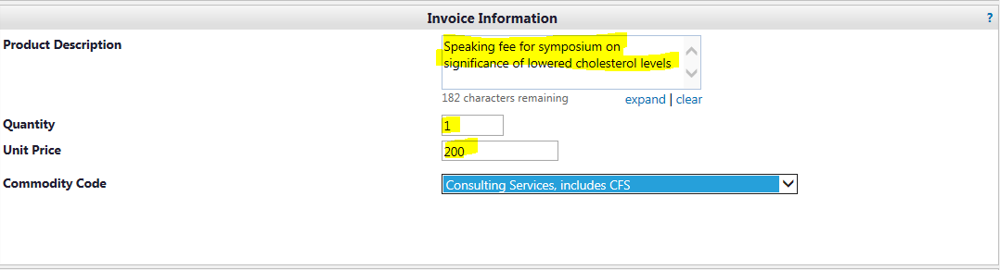 Invoice Information ?
Product Description
Speaking fee for symposium on
significance of lowered cholesterol levels
182 characters remaining expand | clear
Quantity 1
Unit Price 200
Commodity Code Consulting Services, includes CFS